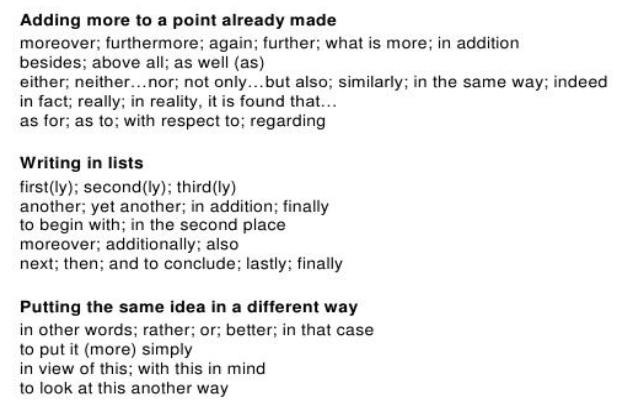 Adding more to a point already made
moreover; furthermore; again; further; what is more; in addition
besides; above all; as well (as)
either; neither…nor; not only…but also; similarly; in the same way; indeed
in fact; really; in reality, it is found that…
as for; as to; with respect to; regarding
Writing in lists
first(ly); second(ly); third(ly)
another; yet another; in addition; finally
to begin with; in the second place
moreover; additionally; also
next; then; and to conclude; lastly; finally
Putting the same idea in a different way
in other words; rather; or; better; in that case
to put it (more) simply
in view of this; with this in mind
to look at this another way